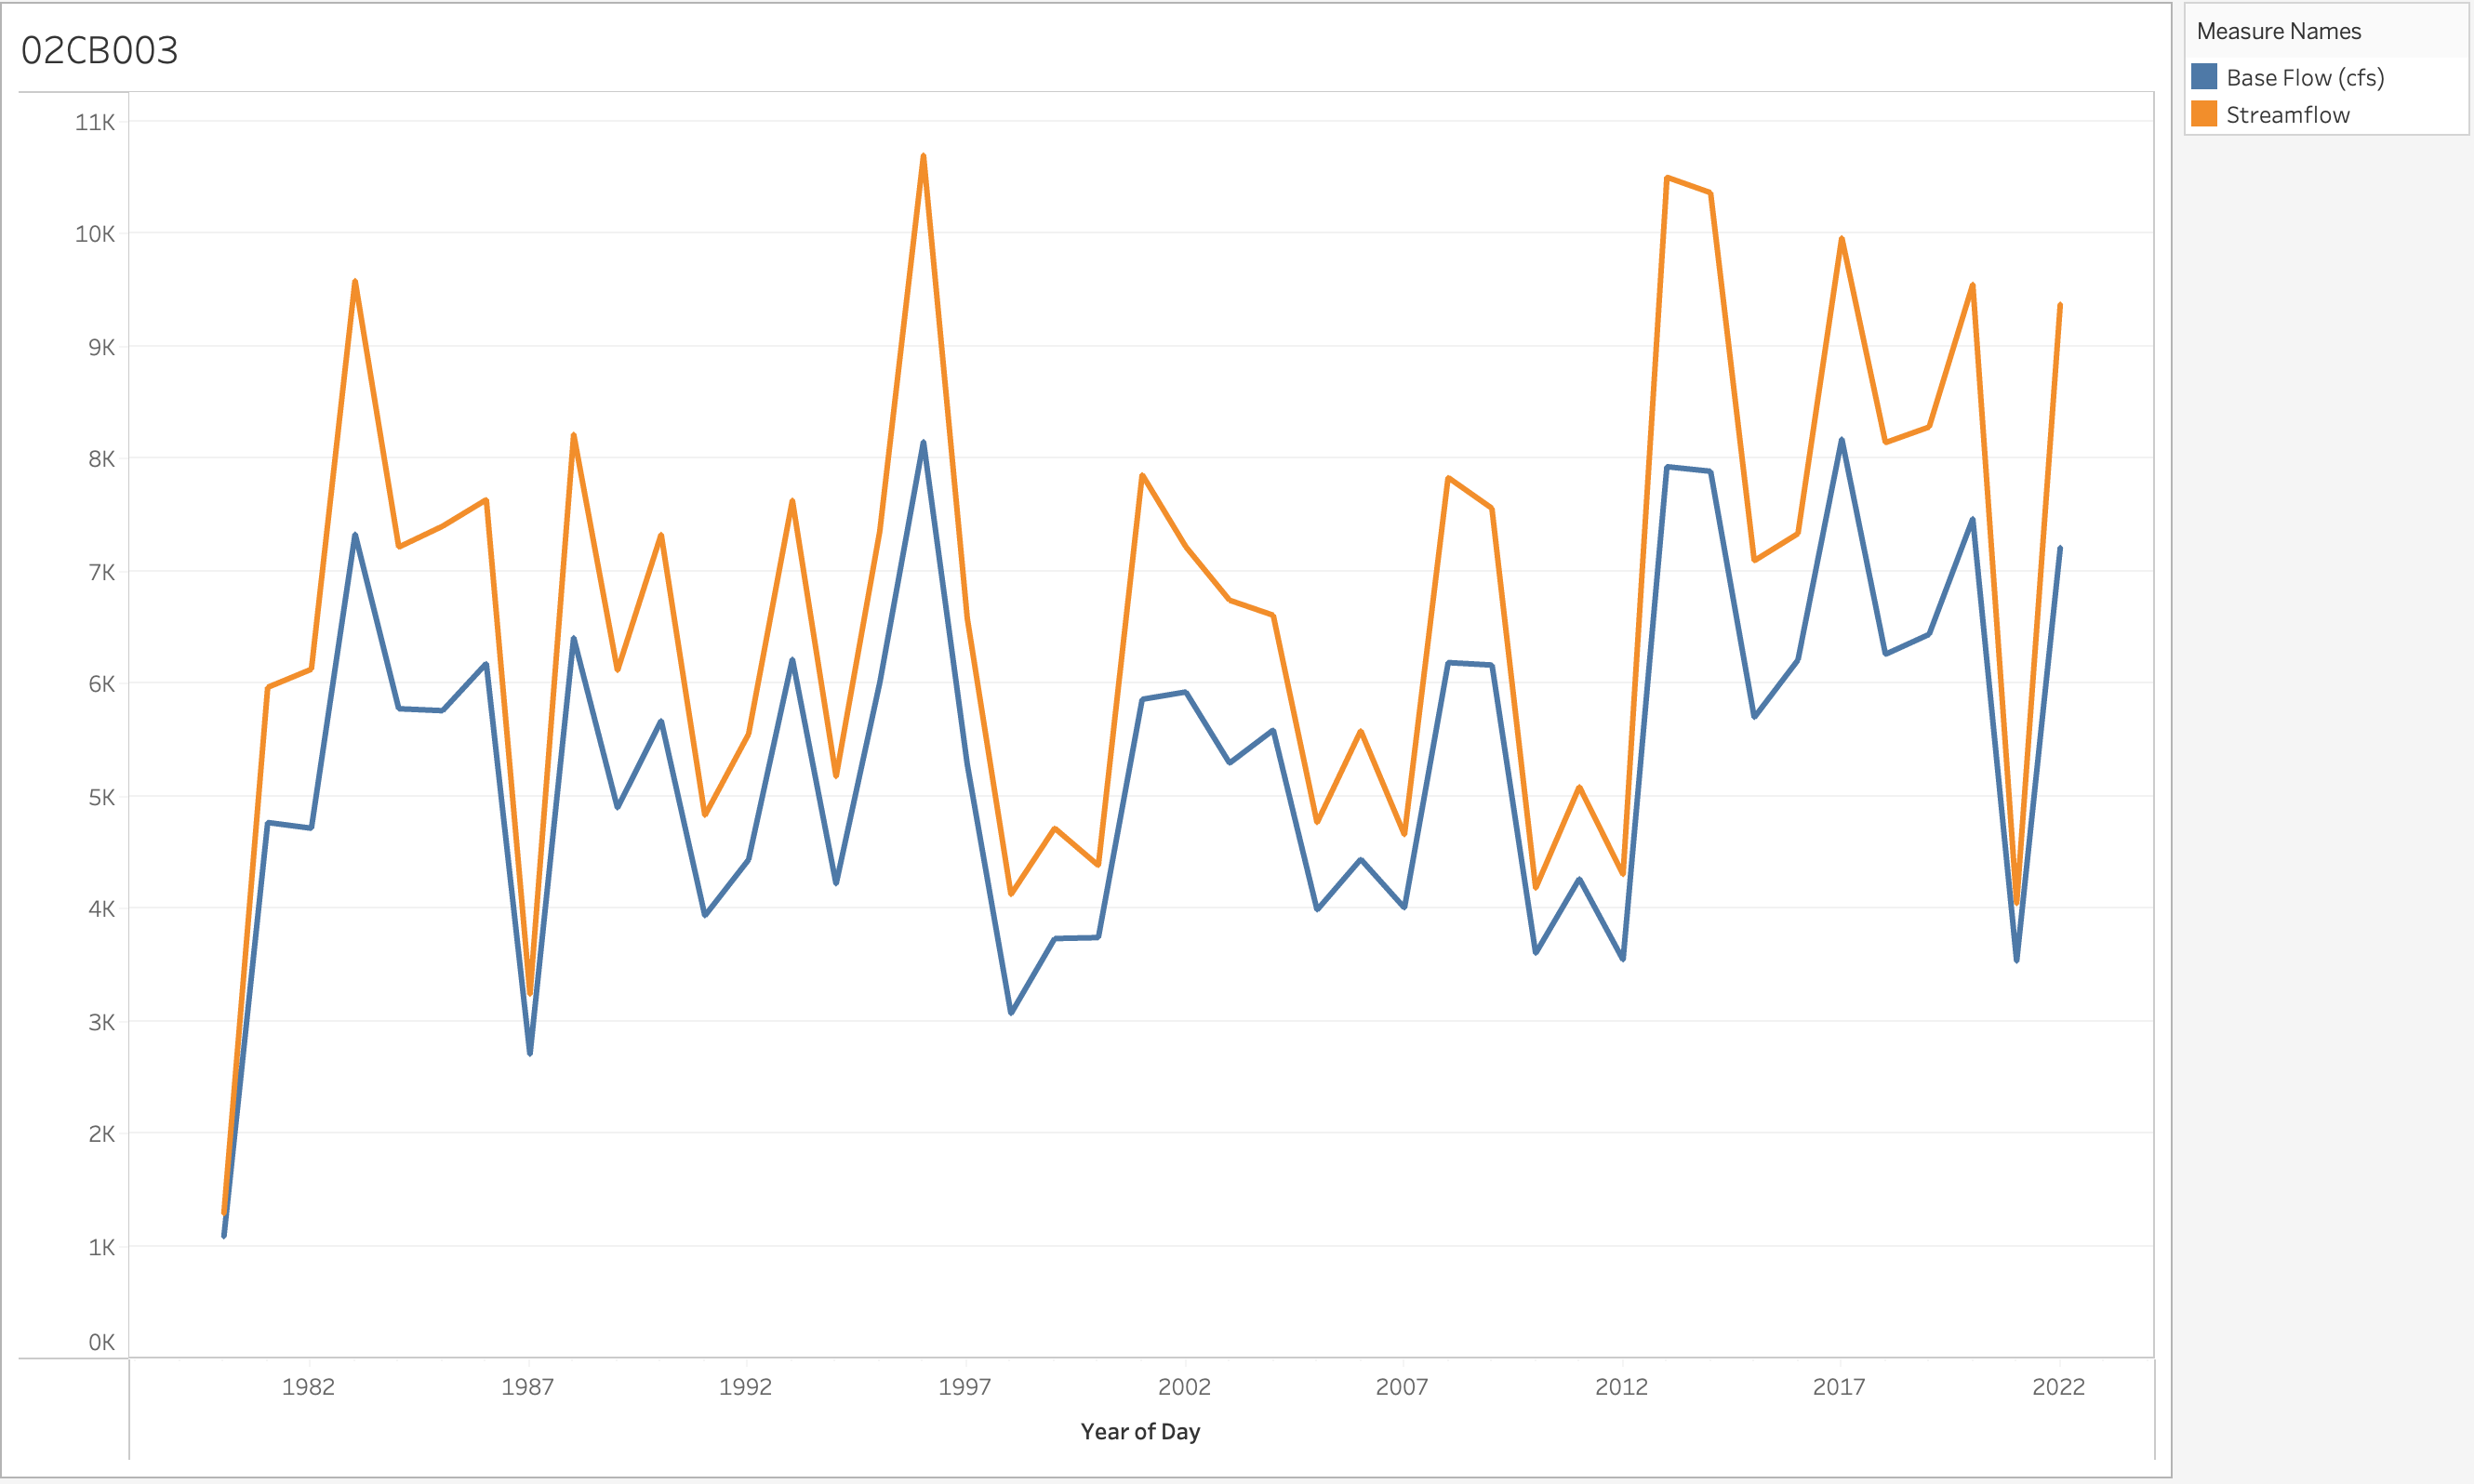 02CB003
Measure Names
Base Flow (cfs)
Streamflow
11K
10K
9K
8K
7K
6K
5K
4K
3K
2K
1K
0K
1982 1987 1992 1997 2002 2007 2012 2017 2022
Year of Day